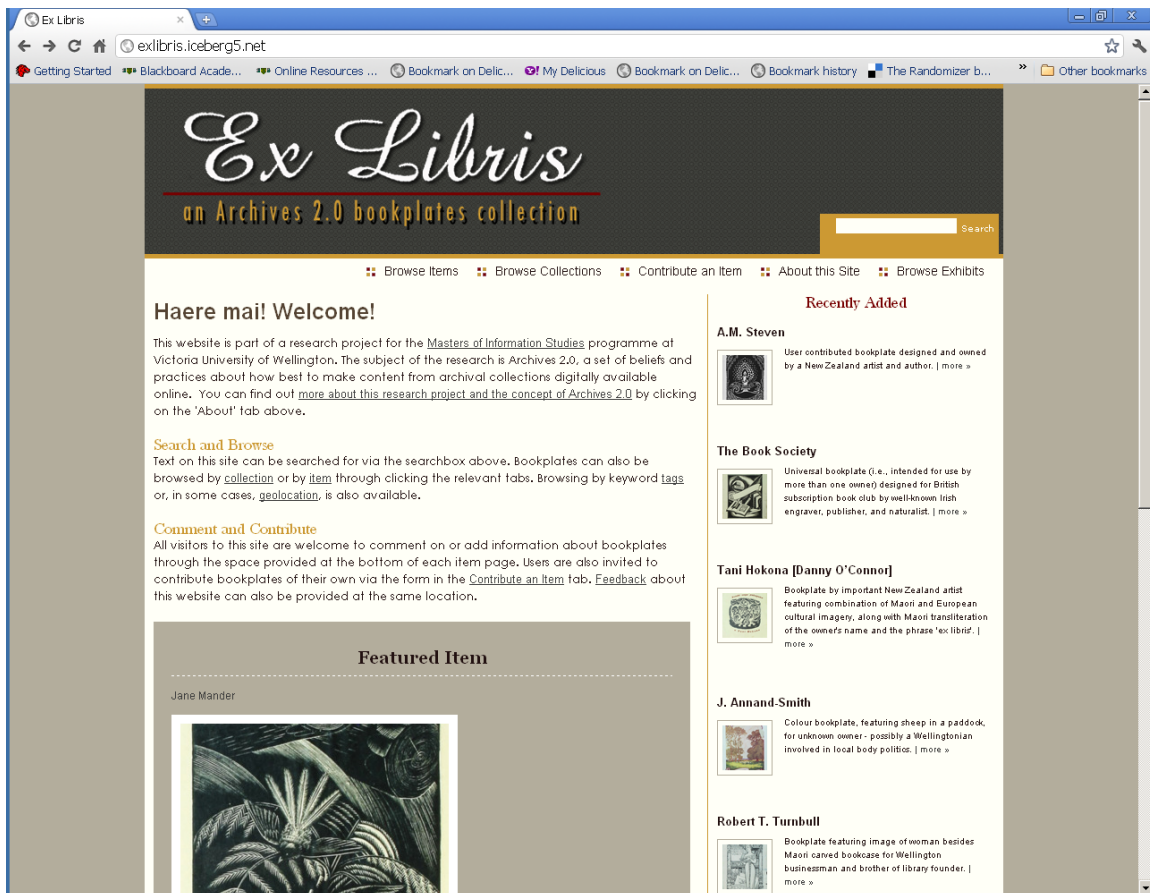 Ex Libris
exlibris.iceberg5.net
Getting Started
Blackboard Acade...
Online Resources ...
Bookmark on Delic...
My Delicious
Bookmark on Delic...
Bookmark history
The Randomizer b...
»
Other bookmarks
Ex Libris
an Archives 2.0 bookplates collection
Search
Browse Items
Browse Collections
Contribute an Item
About this Site
Browse Exhibits
Haere mai! Welcome!
This website is part of a research project for the Masters of Information Studies programme at
Victoria University of Wellington. The subject of the research is Archives 2.0, a set of beliefs and
practices about how best to make content from archival collections digitally available
online. You can find out more about this research project and the concept of Archives 2.0 by clicking
on the 'About' tab above.
Search and Browse
Text on this site can be searched for via the searchbox above. Bookplates can also be
browsed by collection or by item through clicking the relevant tabs. Browsing by keyword tags
or, in some cases, geolocation, is also available.
Comment and Contribute
All visitors to this site are welcome to comment on or add information about bookplates
through the space provided at the bottom of each item page. Users are also invited to
contribute bookplates of their own via the form in the Contribute an Item tab. Feedback about
this website can also be provided at the same location.
Featured Item
Jane Mander
Recently Added
A.M. Steven
User contributed bookplate designed and owned
by a New Zealand artist and author. | more »
The Book Society
Universal bookplate (i.e., intended for use by
more than one owner) designed for British
subscription book club by well-known Irish
engraver, publisher, and naturalist. | more »
Tani Hokona [Danny O'Connor]
Bookplate by important New Zealand artist
featuring combination of Maori and European
cultural imagery, along with Maori transliteration
of the owner's name and the phrase 'ex libris'. |
more »
J. Annand-Smith
Colour bookplate, featuring sheep in a paddock,
for unknown owner - possibly a Wellingtonian
involved in local body politics. | more »
Robert T. Turnbull
Bookplate featuring image of woman besides
Maori carved bookcase for Wellington
businessman and brother of library founder. |
more »